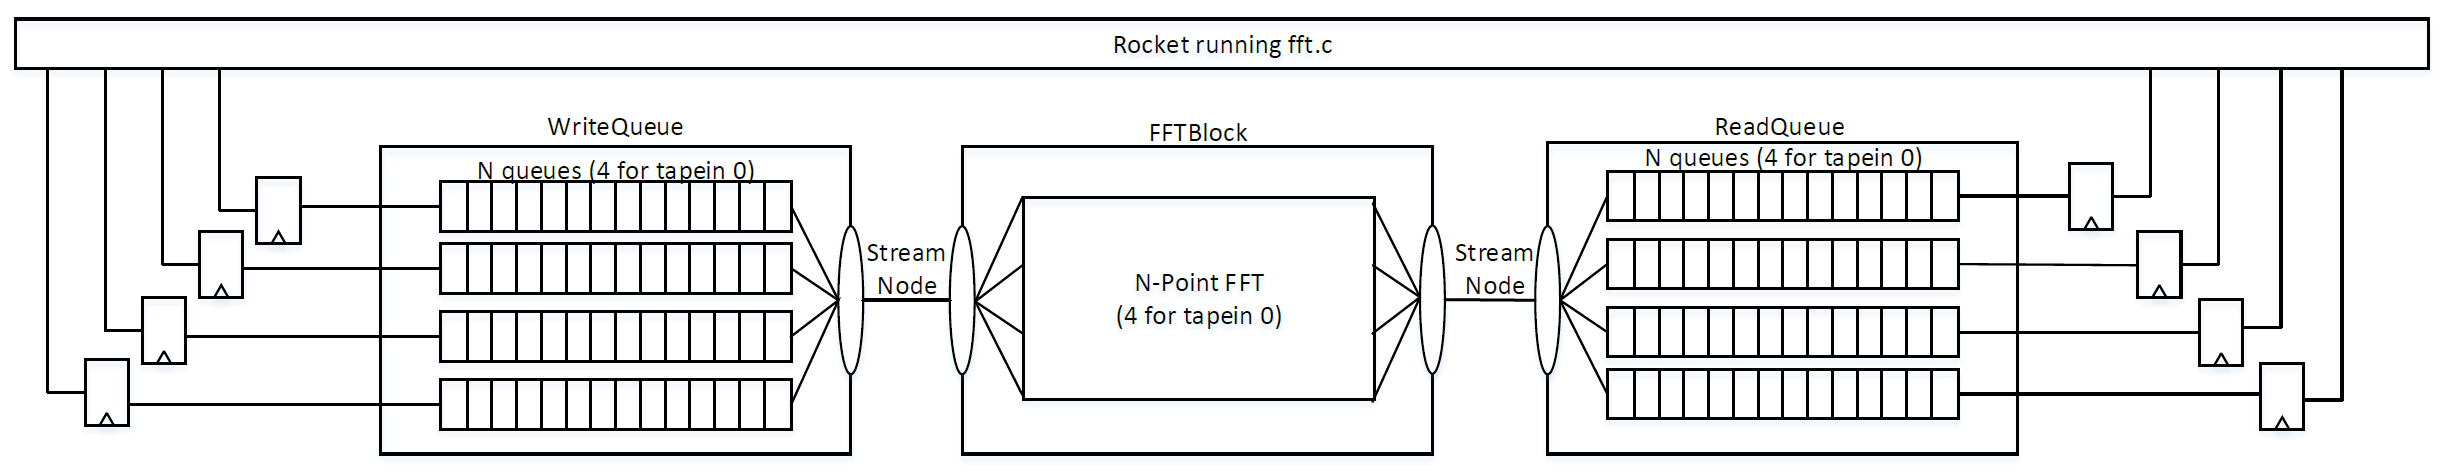 Rocket running fft.c
WriteQueue
N queues (4 for tapein 0)
Stream
Node
FFTBlock
N-Point FFT
(4 for tapein 0)
Stream
Node
ReadQueue
N queues (4 for tapein 0)